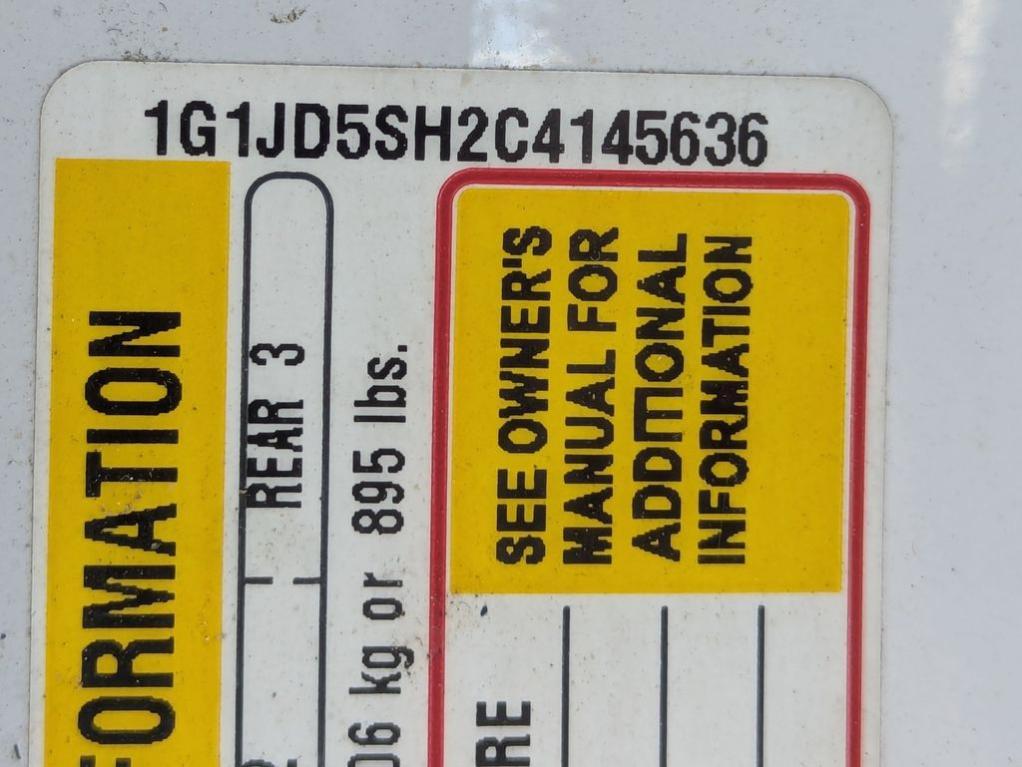 1G1JD5SH2C4145636
FORMATION
REAR 3
06 kg or 895 lbs.
SEE OWNER'S
MANUAL FOR
ADDITIONAL
INFORMATION
RE